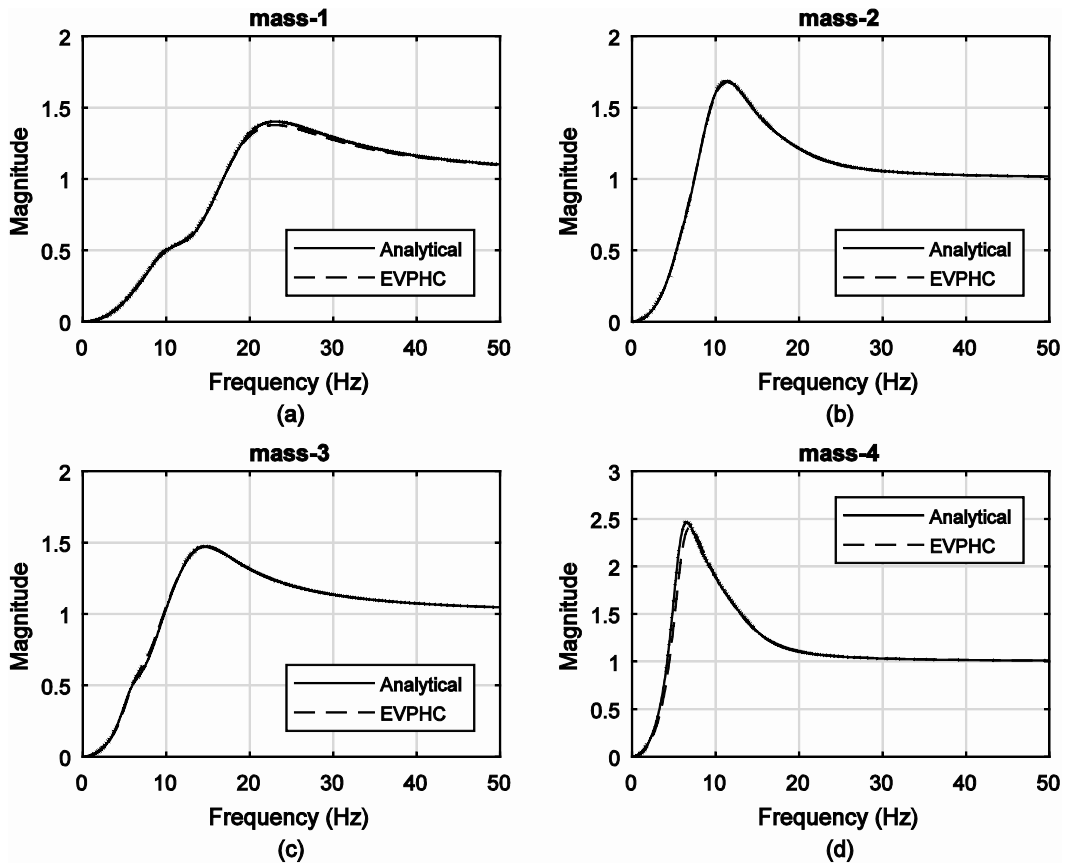 mass-1
2
1.5
1
0.5
0
Magnitude
Analytical
EVPHC
0 10 20 30 40 50
Frequency (Hz)
(a)
mass-2
2
1.5
1
0.5
0
Magnitude
Analytical
EVPHC
0 10 20 30 40 50
Frequency (Hz)
(b)
mass-3
2
1.5
1
0.5
0
Magnitude
Analytical
EVPHC
0 10 20 30 40 50
Frequency (Hz)
(c)
mass-4
3
2.5
2
1.5
1
0.5
0
Magnitude
Analytical
EVPHC
0 10 20 30 40 50
Frequency (Hz)
(d)